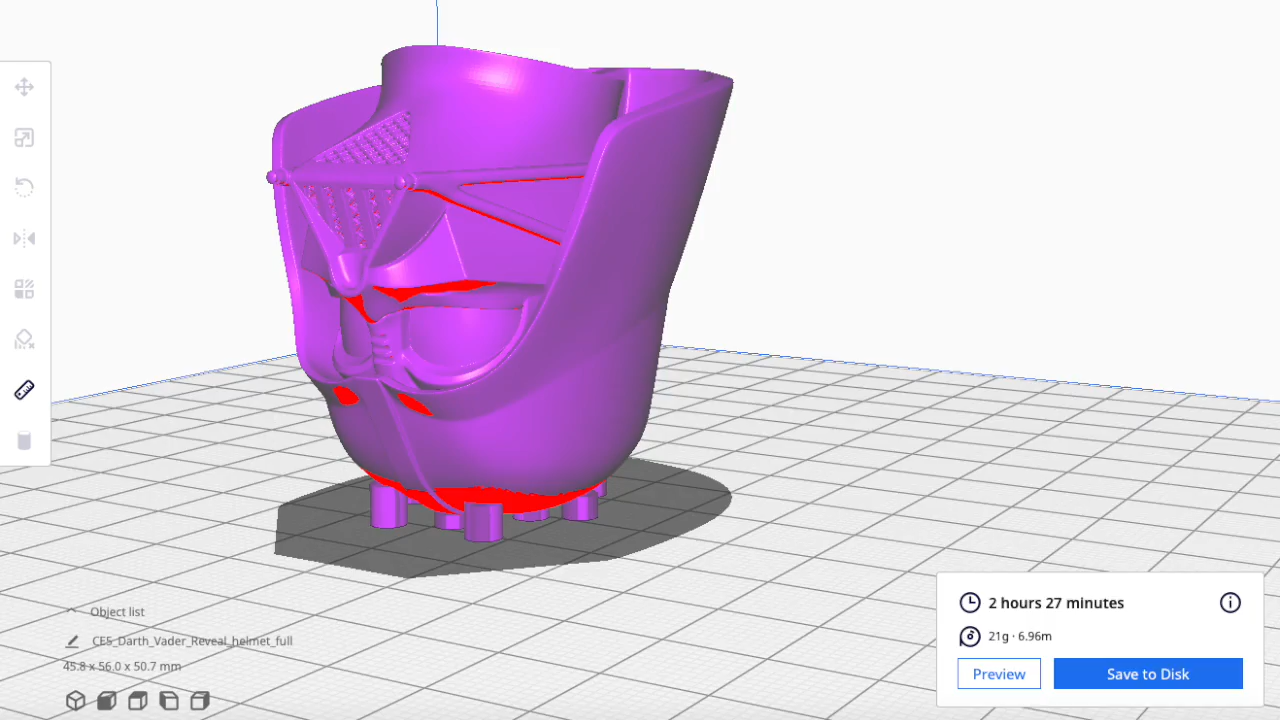 Object list
CE5_Darth_Vader_Reveal_helmet_full
45.8 x 56.0 x 50.7 mm
2 hours 27 minutes
21g · 6.96m
Preview
Save to Disk